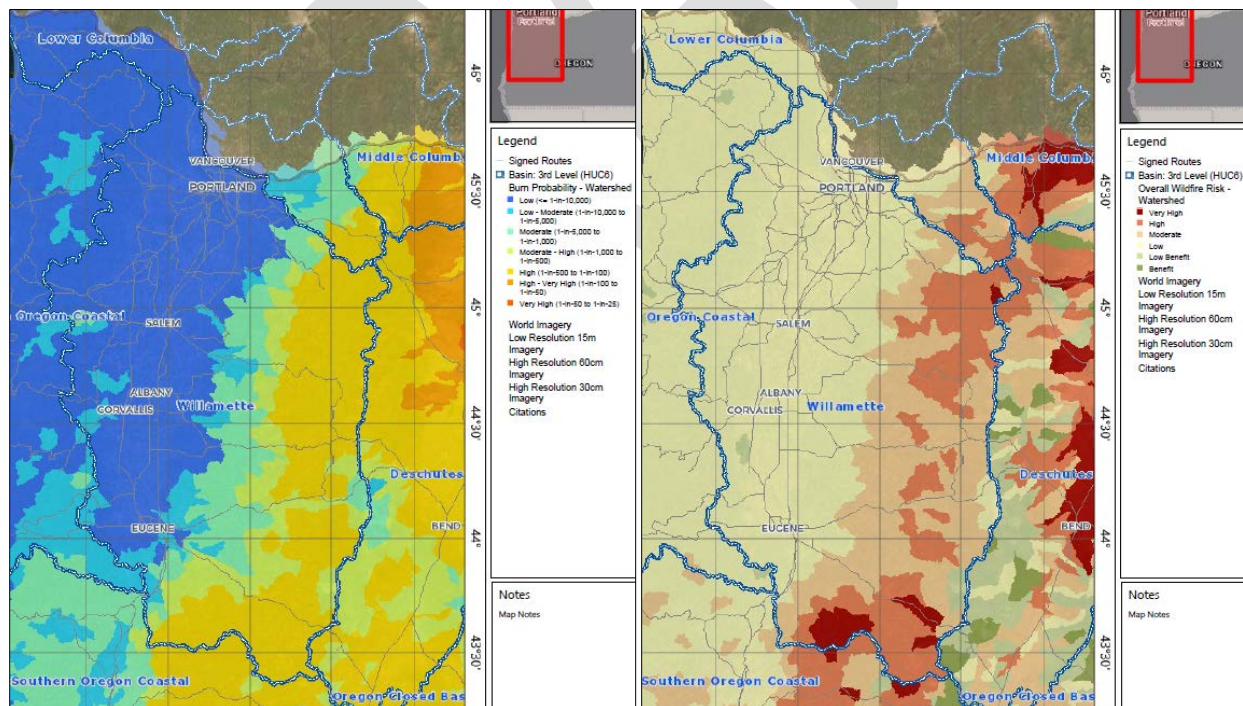 Lower Columbia
VANCOUVER
PORTLAND
Middle Columb
Oregon Coastal
SALEM
ALBANY
CORVALLIS
Willamette
Deschutes
EUGENE
BEND
Southern Oregon Coastal
Oregon Closed Bas
46°
45°30'
45°
44°30'
44°
43°30'
Portland
OREGON
Legend
Signed Routes
Basin: 3rd Level (HUC6)
Burn Probability - Watershed
Low (<= 1-in-10,000)
Low - Moderate (1-in-10,000 to
1-in-5,000)
Moderate (1-in-5,000 to
1-in-1,000)
Moderate - High (1-in-1,000 to
1-in-500)
High (1-in-500 to 1-in-100)
High - Very High (1-in-100 to
1-in-50)
Very High (1-in-50 to 1-in-25)
World Imagery
Low Resolution 15m
Imagery
High Resolution 60cm
Imagery
High Resolution 30cm
Imagery
Citations
Notes
Map Notes
Lower Columbia
VANCOUVER
PORTLAND
Middle Columb
Oregon Coastal
SALEM
ALBANY
CORVALLIS
Willamette
Deschutes
EUGENE
BEND
Southern Oregon Coastal
Oregon Closed Bas
46°
45°30'
45°
44°30'
44°
43°30'
Portland
OREGON
Legend
Signed Routes
Basin: 3rd Level (HUC6)
Overall Wildfire Risk -
Watershed
Very High
High
Moderate
Low
Low Benefit
Benefit
World Imagery
Low Resolution 15m
Imagery
High Resolution 60cm
Imagery
High Resolution 30cm
Imagery
Citations
Notes
Map Notes